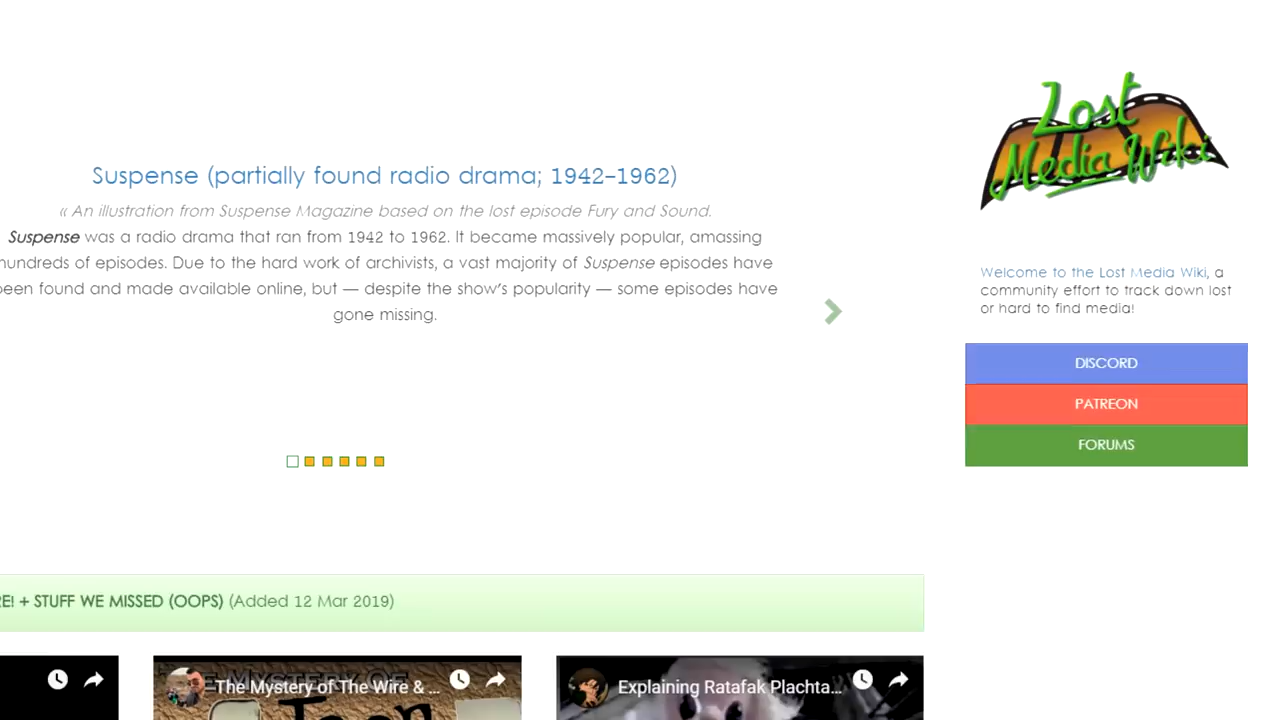 Lost
Media Wiki
Suspense (partially found radio drama; 1942–1962)
« An illustration from Suspense Magazine based on the lost episode Fury and Sound.
Suspense was a radio drama that ran from 1942 to 1962. It became massively popular, amassing
hundreds of episodes. Due to the hard work of archivists, a vast majority of Suspense episodes have
been found and made available online, but — despite the show's popularity — some episodes have
gone missing.
Welcome to the Lost Media Wiki, a
community effort to track down lost
or hard to find media!
DISCORD
PATREON
FORUMS
RE! + STUFF WE MISSED (OOPS) (Added 12 Mar 2019)
The Mystery of The Wire & ...
Explaining Ratafak Plachta...
THE MYSTERY OF
Toon